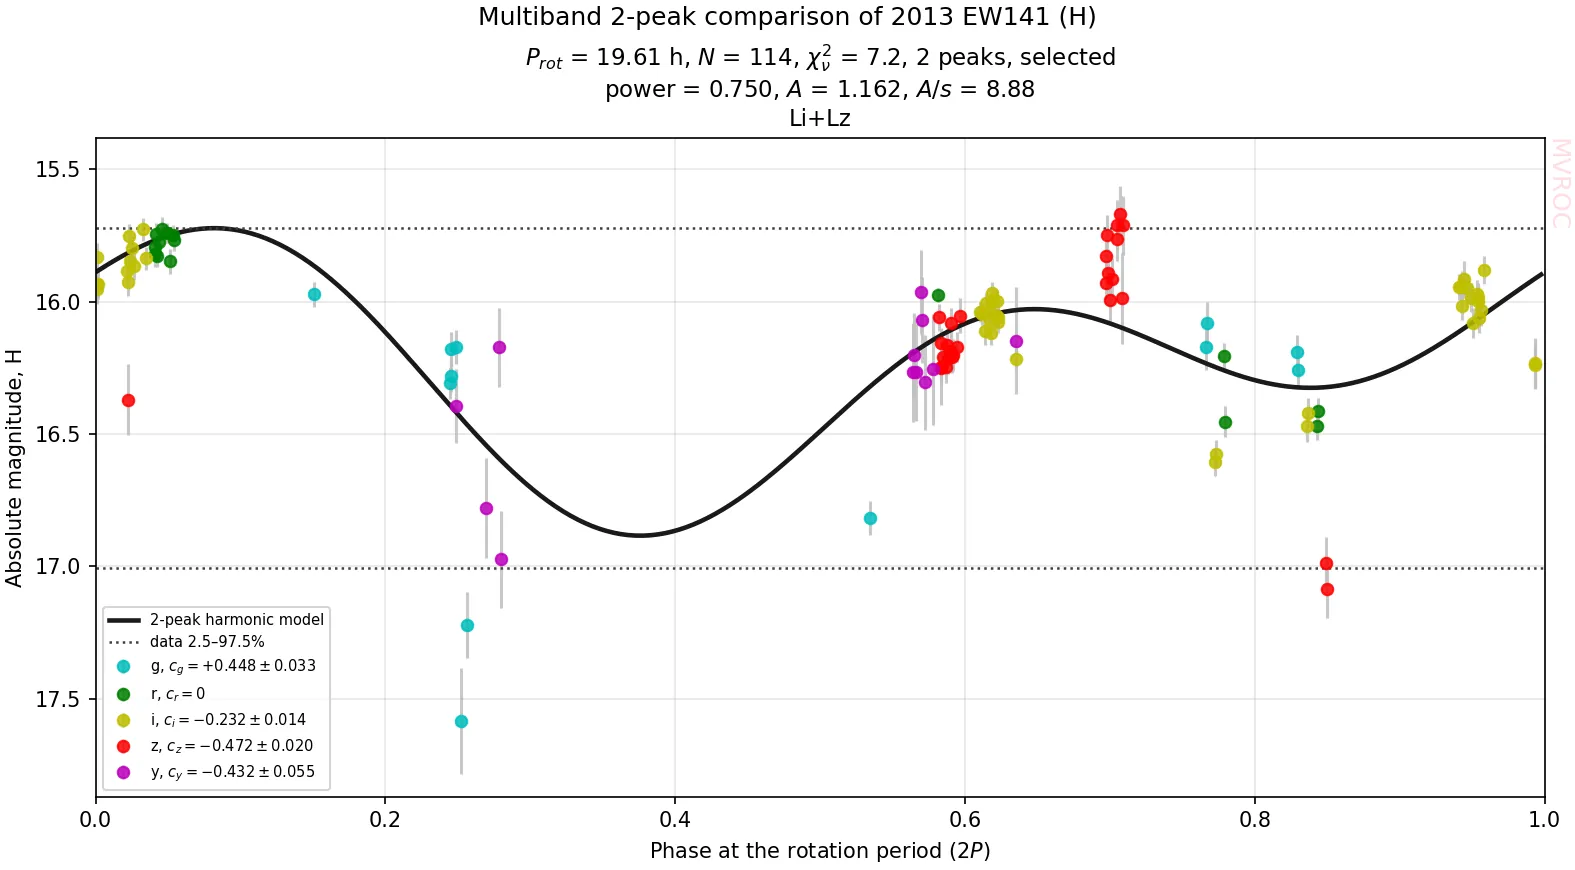 Multiband 2-peak comparison of 2013 EW141 (H)
P_rot = 19.61 h, N = 114, χ²_ν = 7.2, 2 peaks, selected
power = 0.750, A = 1.162, A/s = 8.88
Li+Lz
MVROC
Absolute magnitude, H
15.5
16.0
16.5
17.0
17.5
2-peak harmonic model
data 2.5–97.5%
g, c_g = +0.448 ± 0.033
r, c_r = 0
i, c_i = −0.232 ± 0.014
z, c_z = −0.472 ± 0.020
y, c_y = −0.432 ± 0.055
0.0 0.2 0.4 0.6 0.8 1.0
Phase at the rotation period (2P)